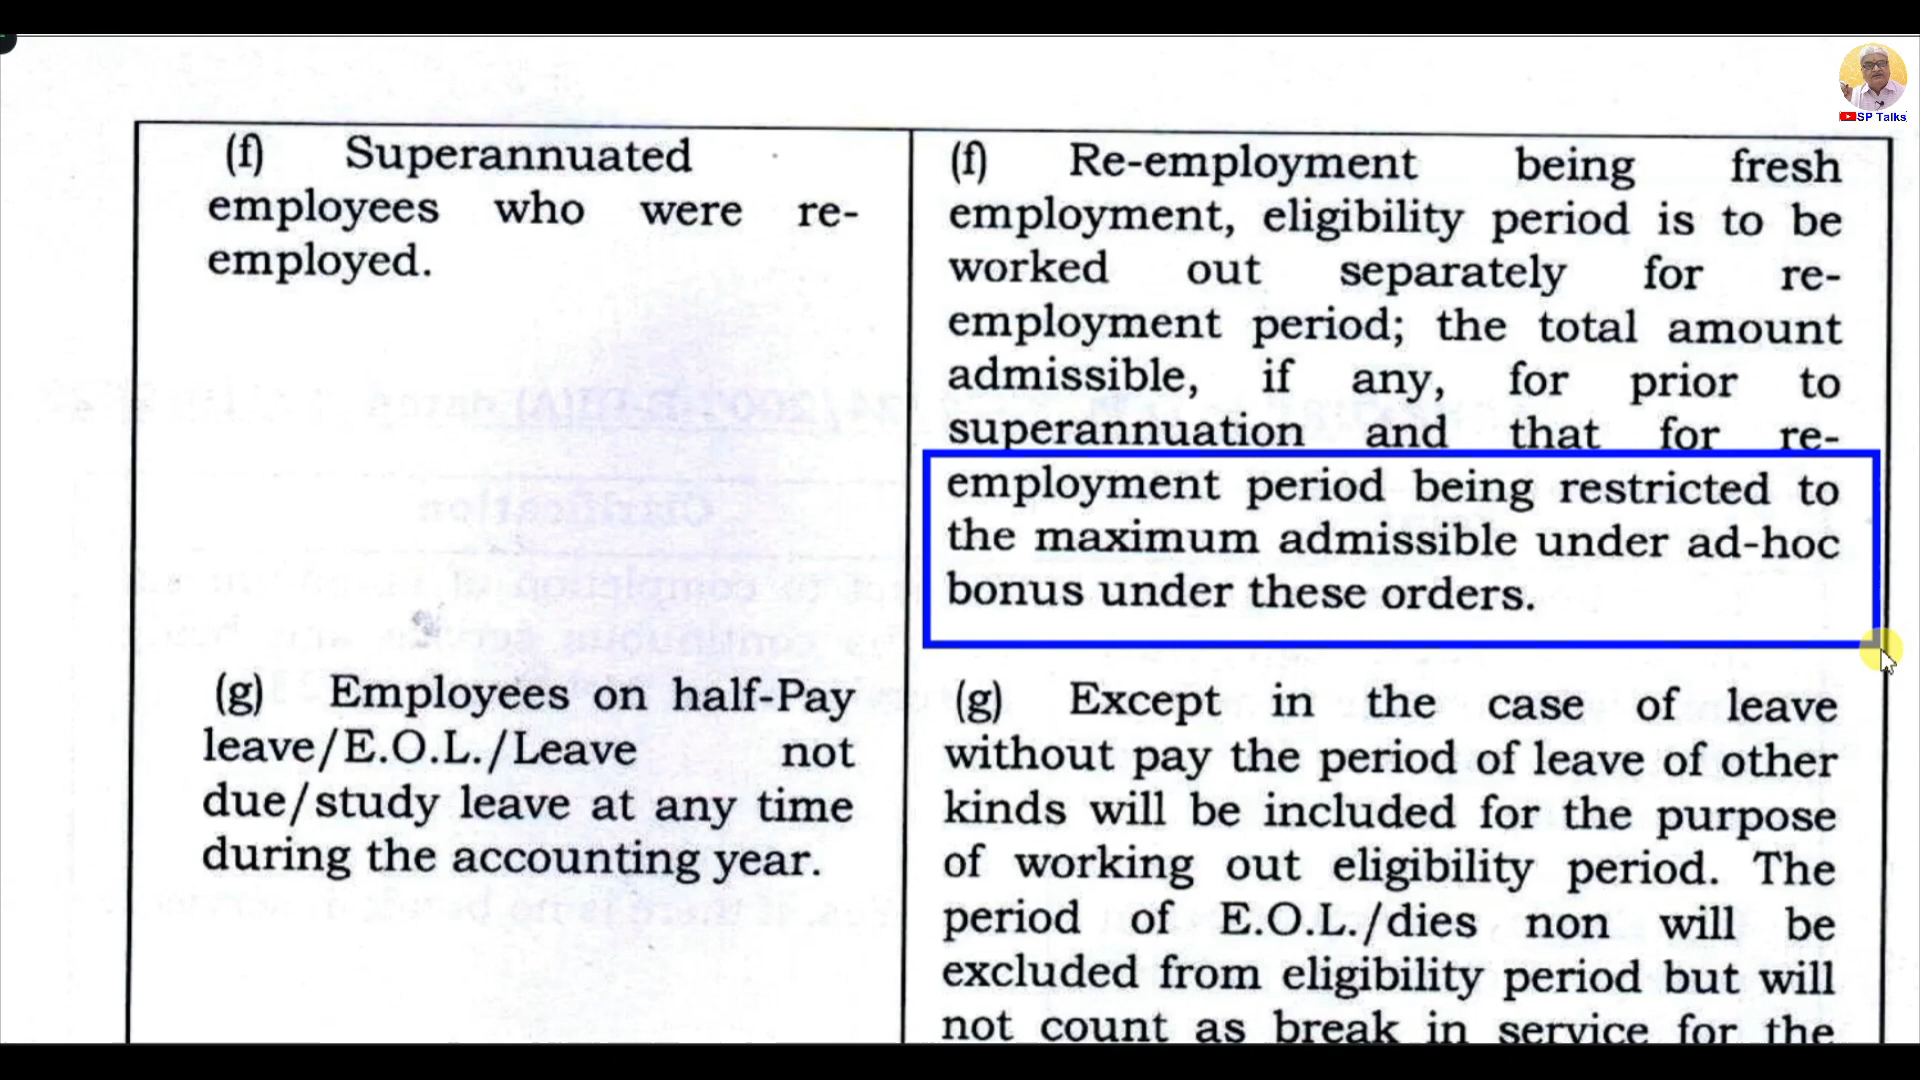 SP Talks
(f) Superannuated
employees who were re-
employed.
(f) Re-employment being fresh
employment, eligibility period is to be
worked out separately for re-
employment period; the total amount
admissible, if any, for prior to
superannuation and that for re-
employment period being restricted to
the maximum admissible under ad-hoc
bonus under these orders.
(g) Employees on half-Pay
leave/E.O.L./Leave not
due/study leave at any time
during the accounting year.
(g) Except in the case of leave
without pay the period of leave of other
kinds will be included for the purpose
of working out eligibility period. The
period of E.O.L./dies non will be
excluded from eligibility period but will
not count as break in service for the